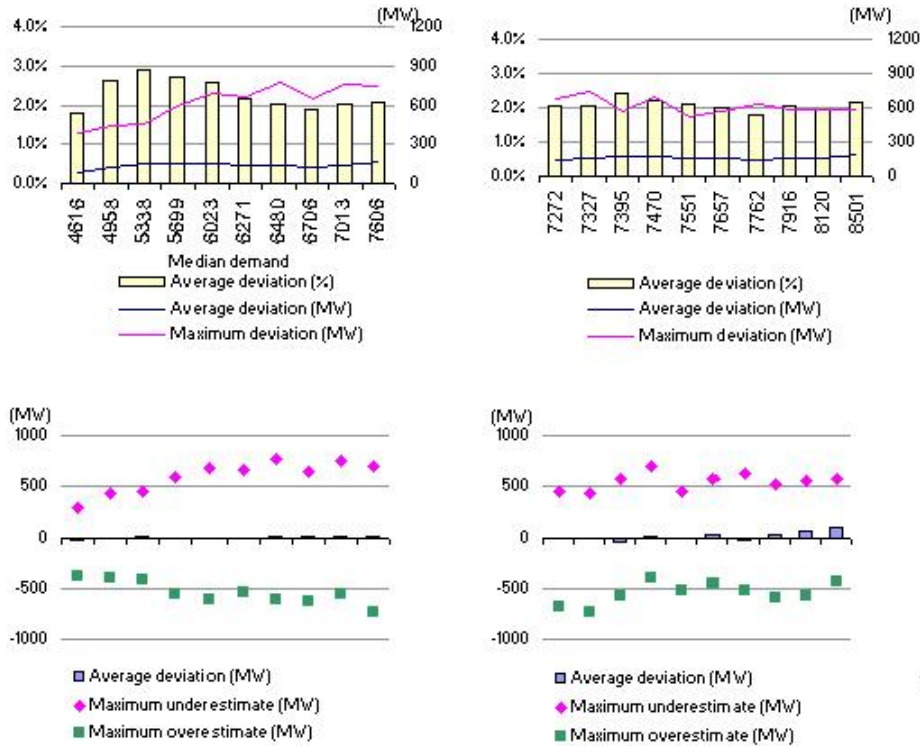 (MW)
4.0%
1200
3.0%
900
2.0%
600
1.0%
300
0.0%
0
4616
4958
5338
5699
6023
6271
6480
6706
7013
7606
Median demand
Average deviation (%)
Average deviation (MW)
Maximum deviation (MW)
(MW)
4.0%
1200
3.0%
900
2.0%
600
1.0%
300
0.0%
0
7272
7327
7395
7470
7551
7657
7762
7916
8120
8501
Average deviation (%)
Average deviation (MW)
Maximum deviation (MW)
(MW)
1000
500
0
-500
-1000
Average deviation (MW)
Maximum underestimate (MW)
Maximum overestimate (MW)
(MW)
1000
500
0
-500
-1000
Average deviation (MW)
Maximum underestimate (MW)
Maximum overestimate (MW)